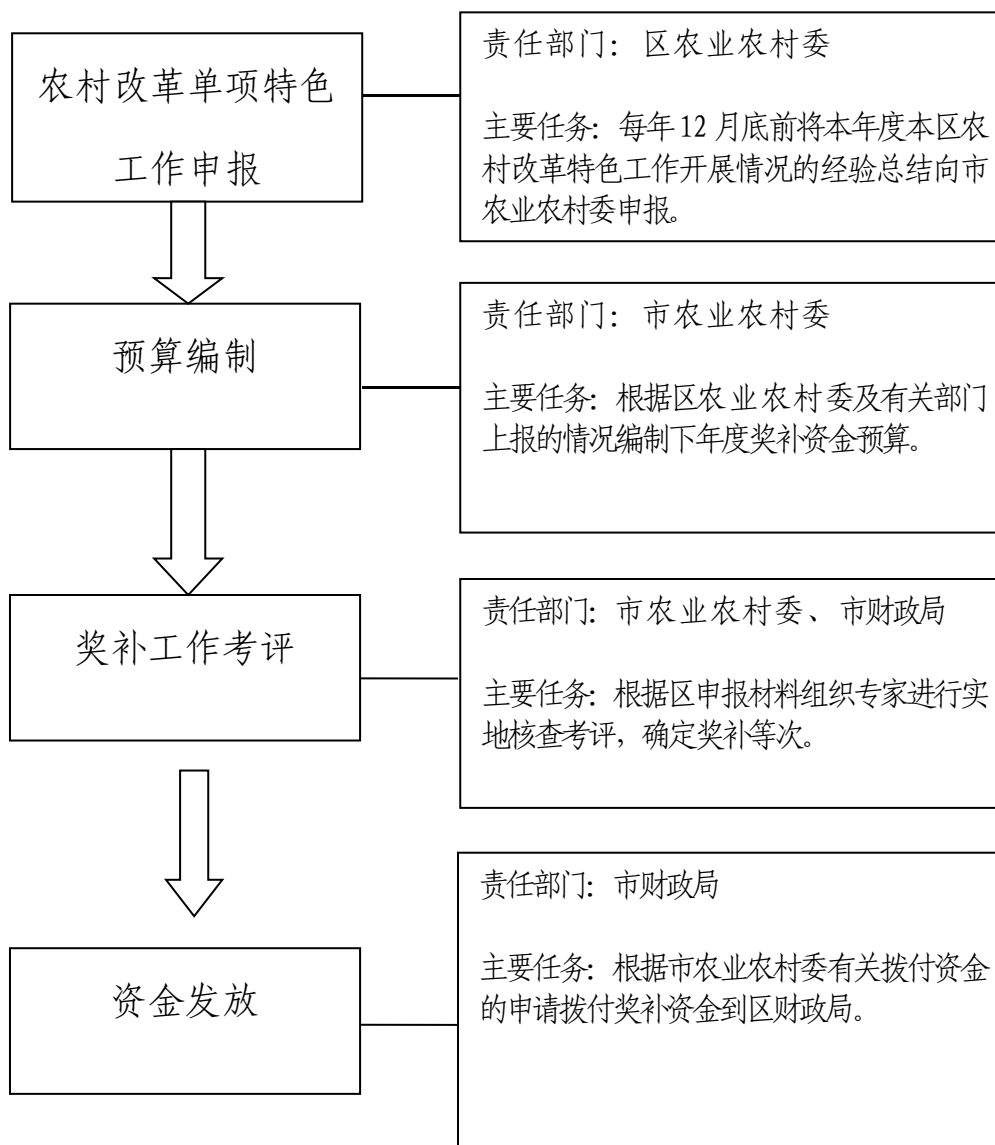 农村改革单项特色
工作申报
责任部门：区农业农村委
主要任务：每年12月底前将本年度本区农
村改革特色工作开展情况的经验总结向市
农业农村委申报。
预算编制
责任部门：市农业农村委
主要任务：根据区农业农村委及有关部门
上报的情况编制下年度奖补资金预算。
奖补工作考评
责任部门：市农业农村委、市财政局
主要任务：根据区申报材料组织专家进行实
地核查考评，确定奖补等次。
资金发放
责任部门：市财政局
主要任务：根据市农业农村委有关拨付资金
的申请拨付奖补资金到区财政局。